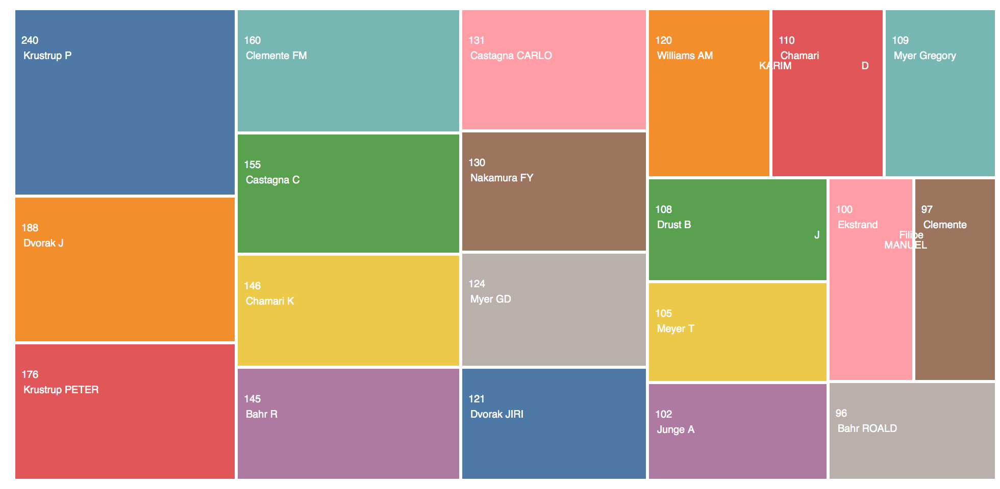 240
Krustrup P
188
Dvorak J
176
Krustrup PETER
160
Clemente FM
155
Castagna C
146
Chamari K
145
Bahr R
131
Castagna CARLO
130
Nakamura FY
124
Myer GD
121
Dvorak JIRI
120
Williams AM
110
Chamari
KARIM
109
Myer Gregory
D
108
Drust B
105
Meyer T
102
Junge A
100
Ekstrand
J
97
Clemente
Filipe
MANUEL
96
Bahr ROALD